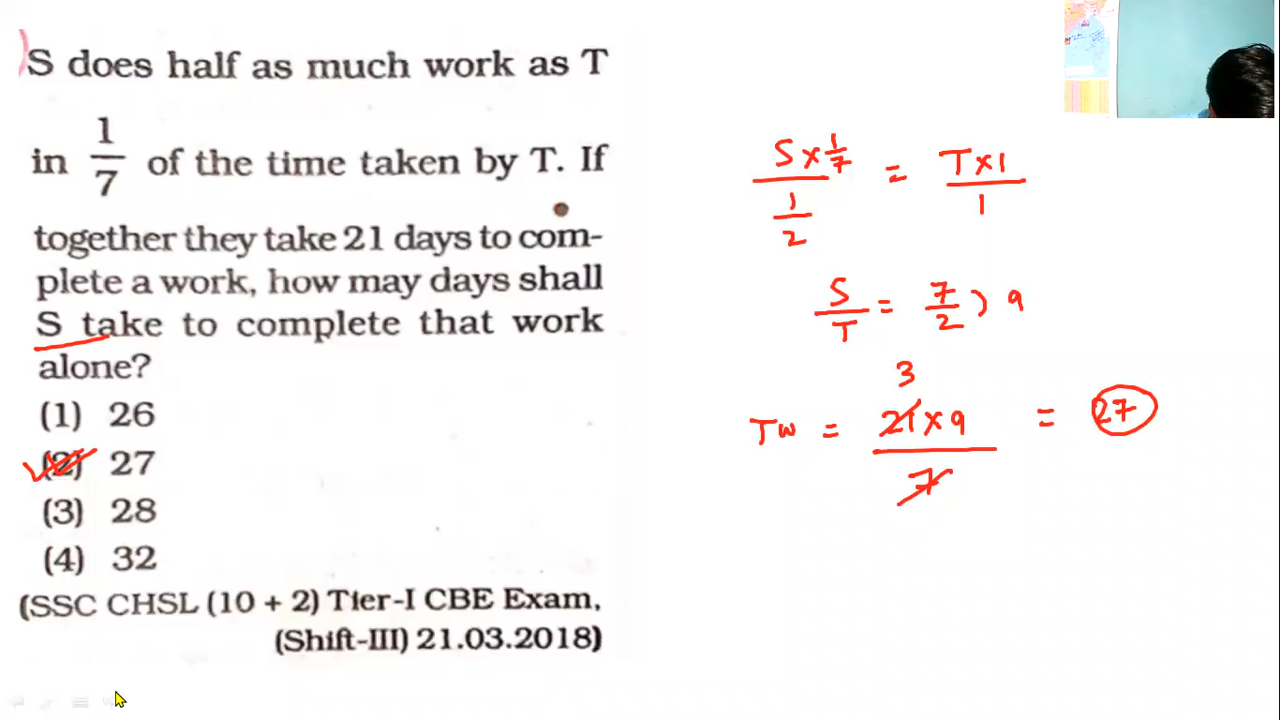 S does half as much work as T
in 1/7 of the time taken by T. If
together they take 21 days to com-
plete a work, how may days shall
S take to complete that work
alone?
(1) 26
(2) 27
(3) 28
(4) 32
(SSC CHSL (10 + 2) Tier-I CBE Exam,
(Shift-III) 21.03.2018)
S × 1/7 / 1/2 = T × 1 / 1
S/T = 7/2 ) 9
3
TW = 21 × 9 / 7 = 27